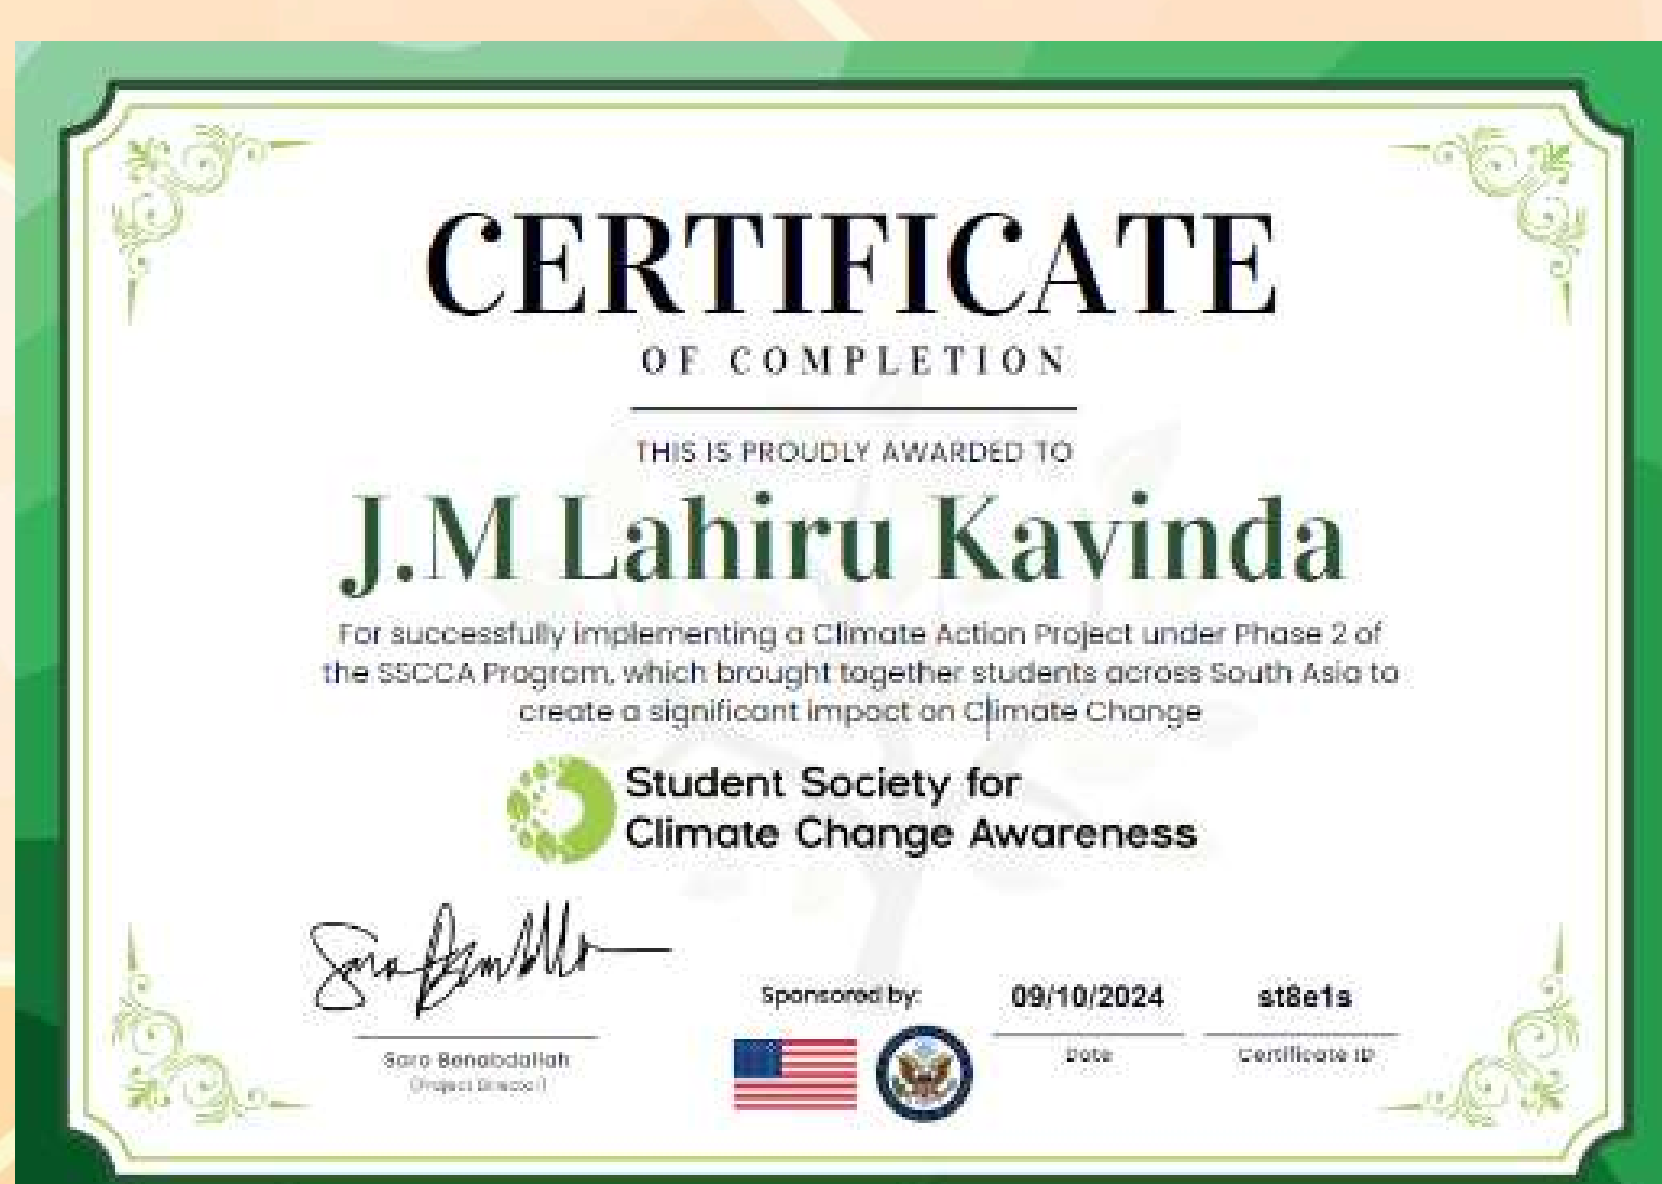 CERTIFICATE
OF COMPLETION
THIS IS PROUDLY AWARDED TO
J.M Lahiru Kavinda
For successfully implementing a Climate Action Project under Phase 2 of
the SSCCA Program, which brought together students across South Asia to
create a significant impact on Climate Change
Student Society for
Climate Change Awareness
Sponsored by:
09/10/2024
st8e1s
Sara Benabdallah
(Project Director)
Date
Certificate ID